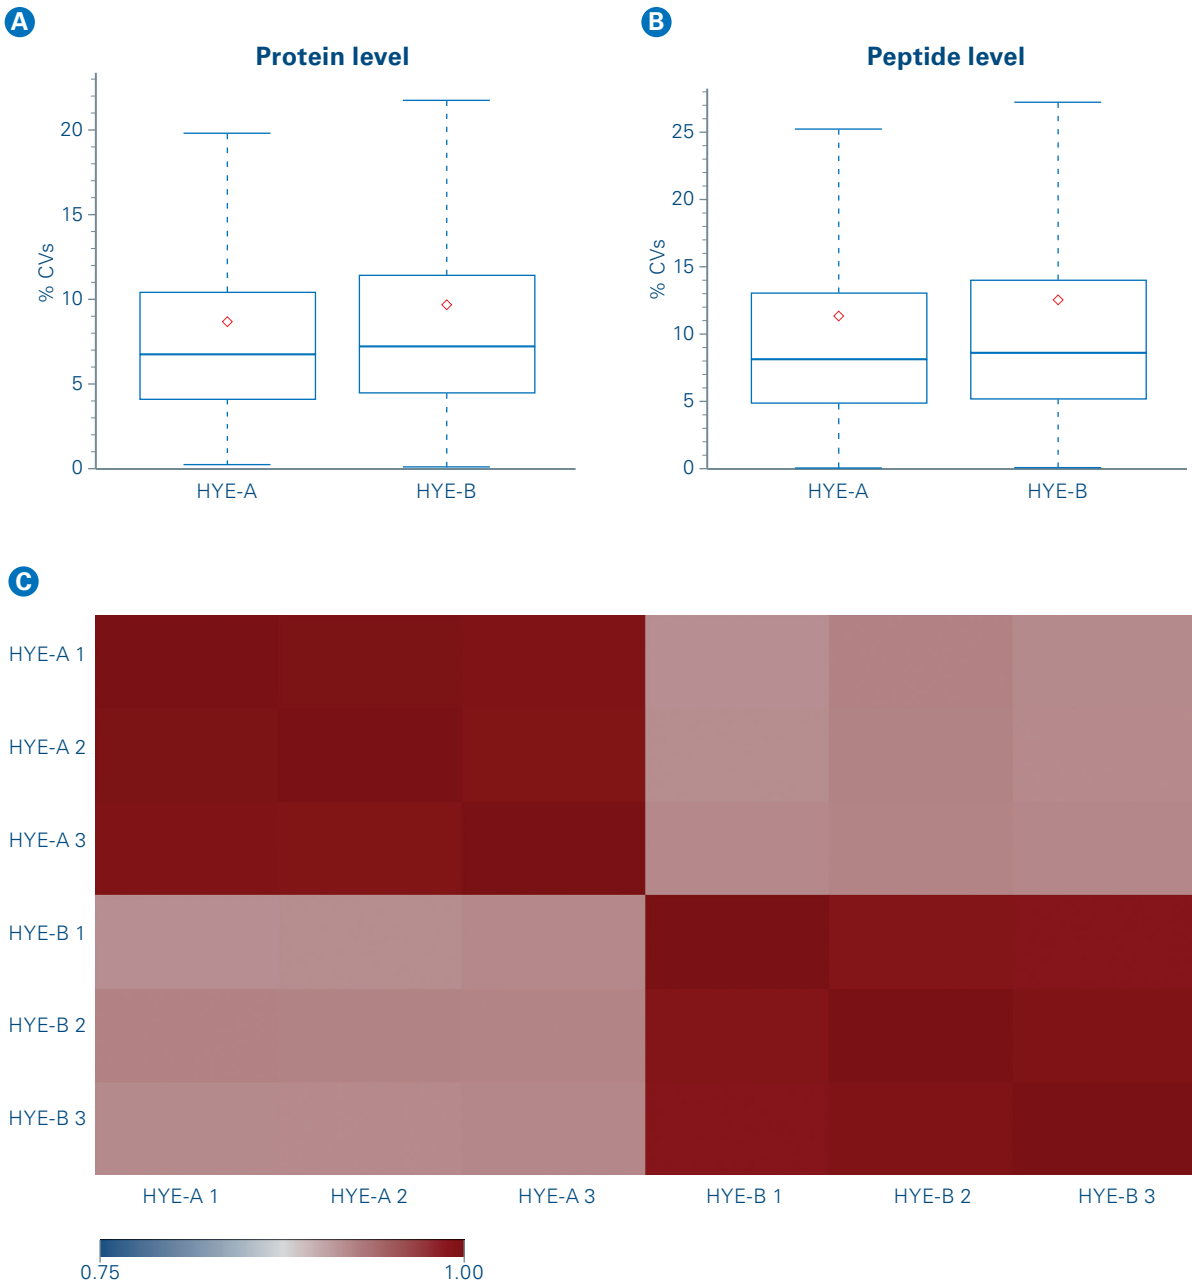 A
Protein level
% CVs
20
15
10
5
0
HYE-A
HYE-B
B
Peptide level
% CVs
25
20
15
10
5
0
HYE-A
HYE-B
C
HYE-A 1
HYE-A 2
HYE-A 3
HYE-B 1
HYE-B 2
HYE-B 3
HYE-A 1
HYE-A 2
HYE-A 3
HYE-B 1
HYE-B 2
HYE-B 3
0.75
1.00